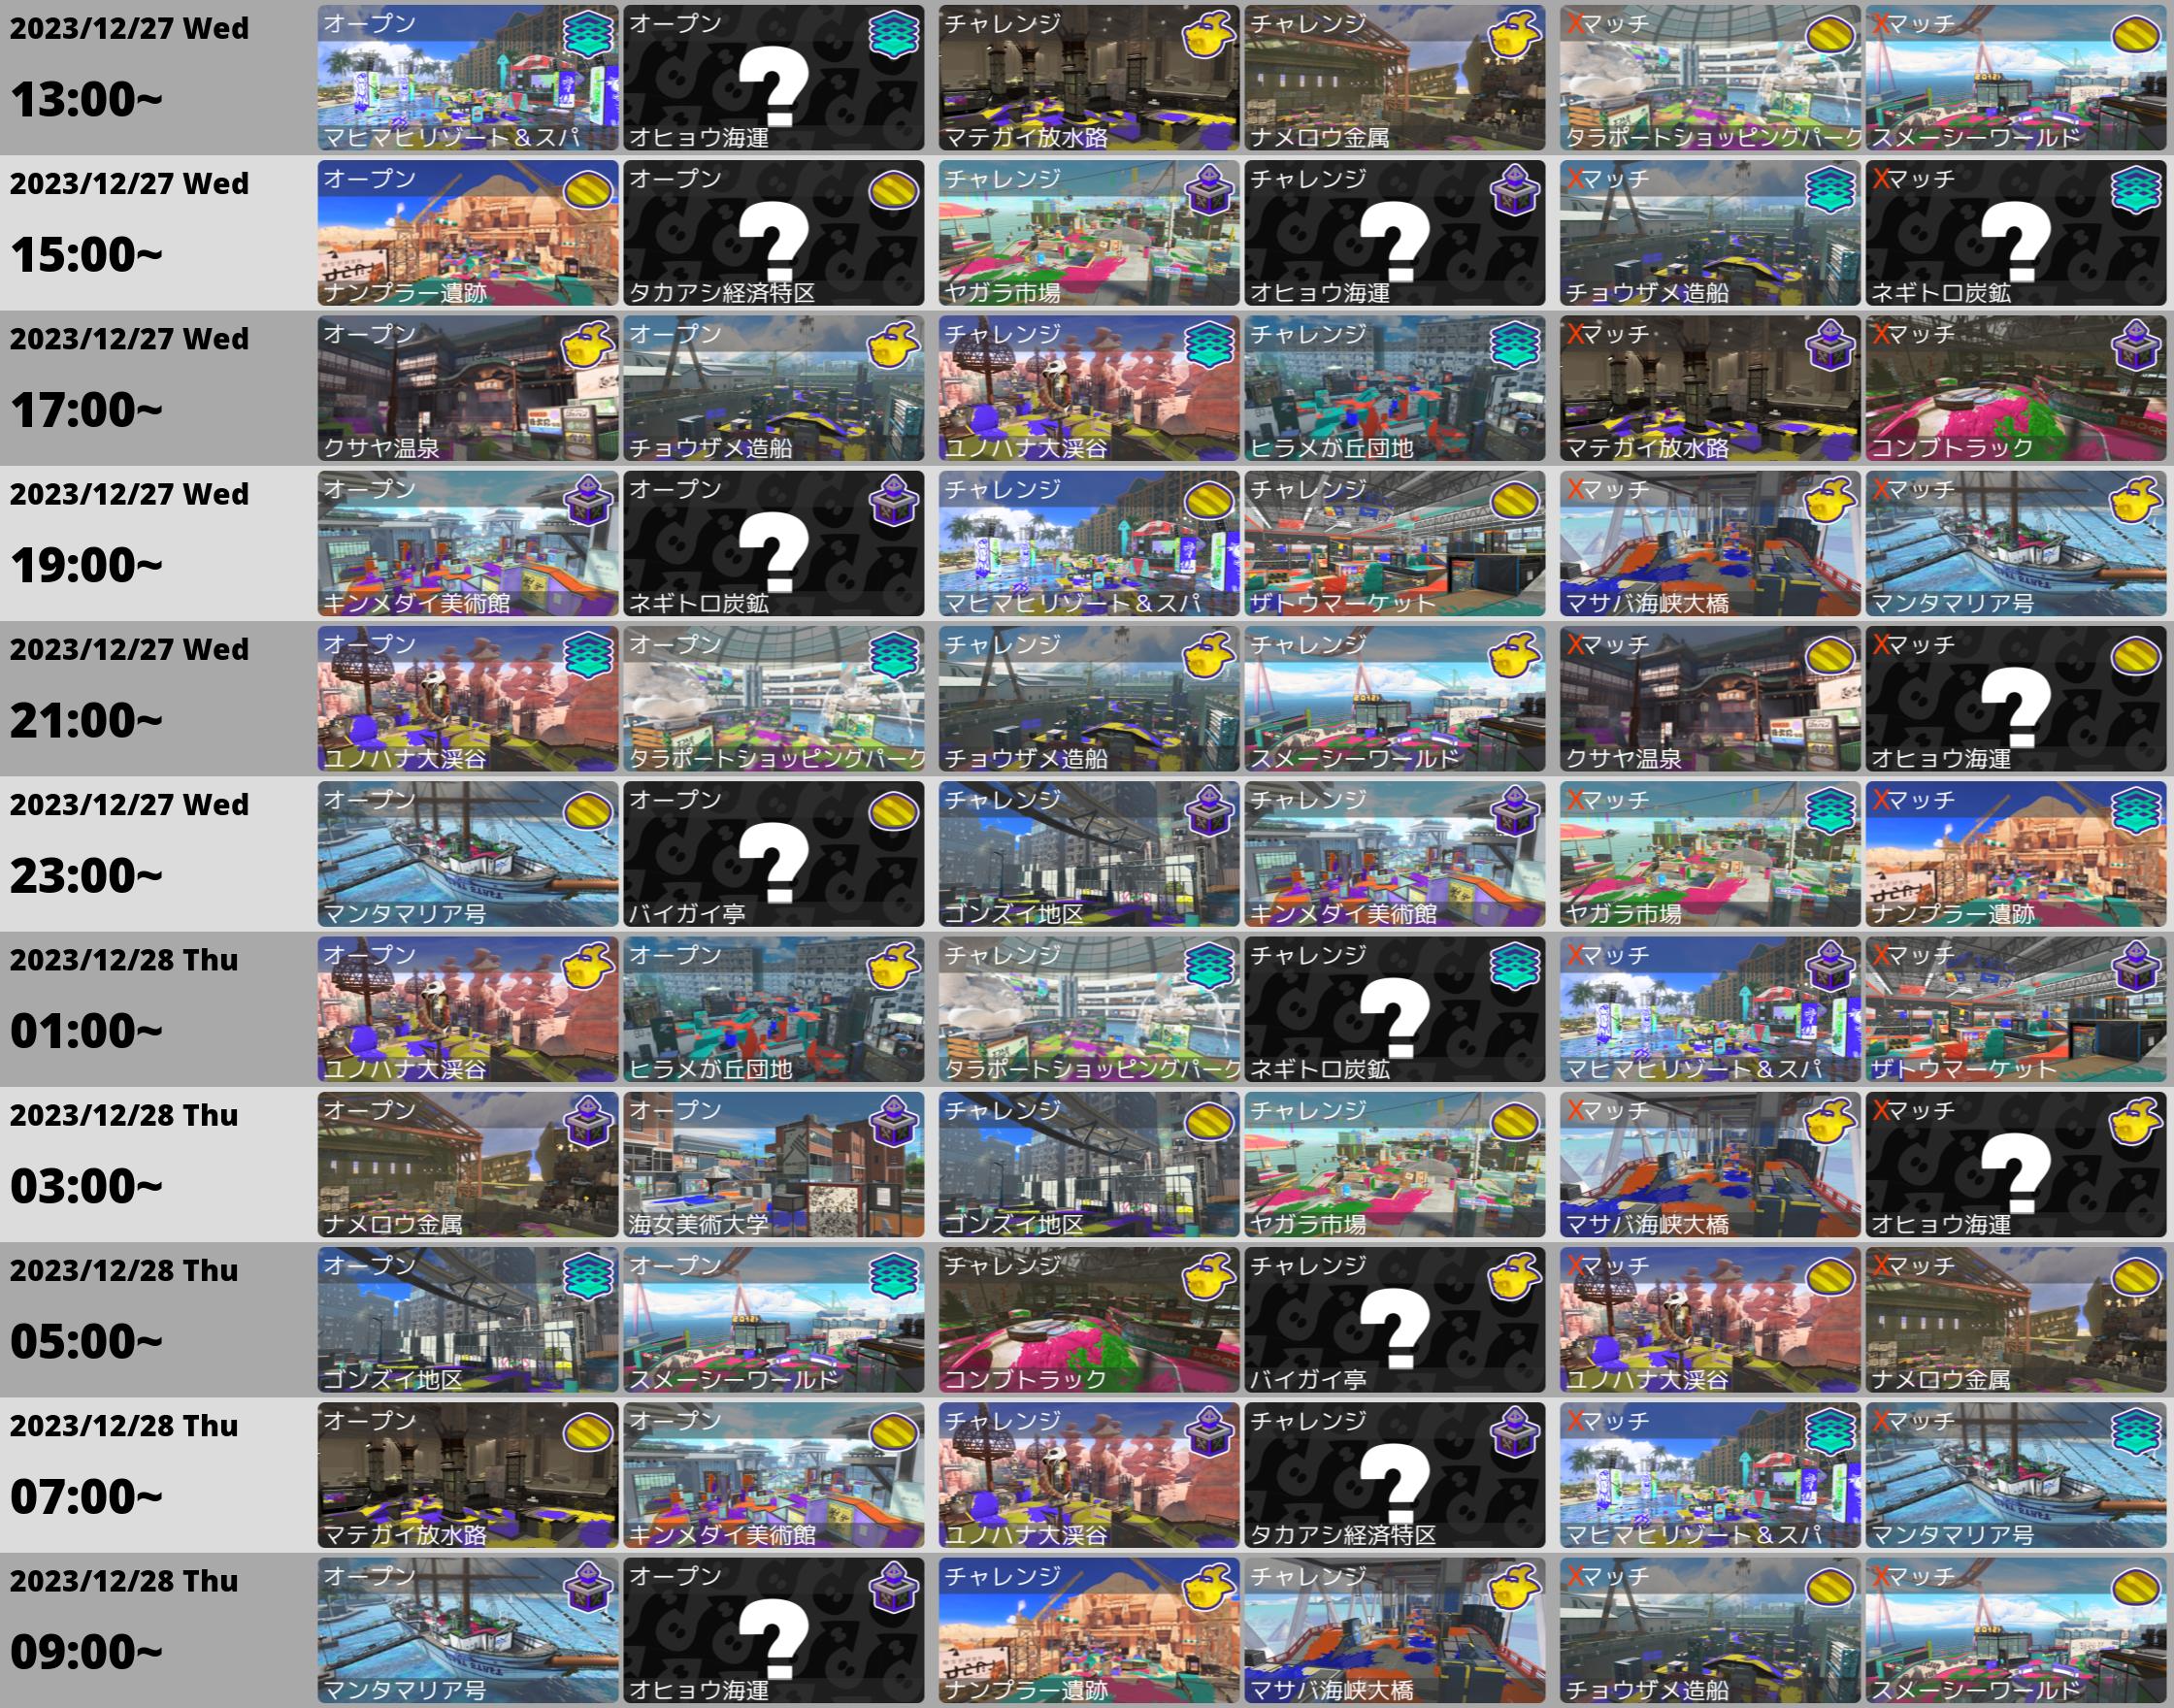 2023/12/27 Wed
13:00~
オープン
マヒマヒリゾート＆スパ
オープン
?
オヒョウ海運
チャレンジ
マテガイ放水路
チャレンジ
ナメロウ金属
Xマッチ
タラポートショッピングパーク
Xマッチ
スメーシーワールド
2023/12/27 Wed
15:00~
オープン
ナンプラー遺跡
オープン
?
タカアシ経済特区
チャレンジ
ヤガラ市場
チャレンジ
?
オヒョウ海運
Xマッチ
チョウザメ造船
Xマッチ
?
ネギトロ炭鉱
2023/12/27 Wed
17:00~
オープン
クサヤ温泉
オープン
チョウザメ造船
チャレンジ
ユノハナ大渓谷
チャレンジ
ヒラメが丘団地
Xマッチ
マテガイ放水路
Xマッチ
コンブトラック
2023/12/27 Wed
19:00~
オープン
キンメダイ美術館
オープン
?
ネギトロ炭鉱
チャレンジ
マヒマヒリゾート＆スパ
チャレンジ
ザトウマーケット
Xマッチ
マサバ海峡大橋
Xマッチ
マンタマリア号
2023/12/27 Wed
21:00~
オープン
ユノハナ大渓谷
オープン
タラポートショッピングパーク
チャレンジ
チョウザメ造船
チャレンジ
スメーシーワールド
Xマッチ
クサヤ温泉
Xマッチ
?
オヒョウ海運
2023/12/27 Wed
23:00~
オープン
マンタマリア号
オープン
?
バイガイ亭
チャレンジ
ゴンズイ地区
チャレンジ
キンメダイ美術館
Xマッチ
ヤガラ市場
Xマッチ
ナンプラー遺跡
2023/12/28 Thu
01:00~
オープン
ユノハナ大渓谷
オープン
ヒラメが丘団地
チャレンジ
タラポートショッピングパーク
チャレンジ
?
ネギトロ炭鉱
Xマッチ
マヒマヒリゾート＆スパ
Xマッチ
ザトウマーケット
2023/12/28 Thu
03:00~
オープン
ナメロウ金属
オープン
海女美術大学
チャレンジ
ゴンズイ地区
チャレンジ
ヤガラ市場
Xマッチ
マサバ海峡大橋
Xマッチ
?
オヒョウ海運
2023/12/28 Thu
05:00~
オープン
ゴンズイ地区
オープン
スメーシーワールド
チャレンジ
コンブトラック
チャレンジ
?
バイガイ亭
Xマッチ
ユノハナ大渓谷
Xマッチ
ナメロウ金属
2023/12/28 Thu
07:00~
オープン
マテガイ放水路
オープン
キンメダイ美術館
チャレンジ
ユノハナ大渓谷
チャレンジ
?
タカアシ経済特区
Xマッチ
マヒマヒリゾート＆スパ
Xマッチ
マンタマリア号
2023/12/28 Thu
09:00~
オープン
マンタマリア号
オープン
?
オヒョウ海運
チャレンジ
ナンプラー遺跡
チャレンジ
マサバ海峡大橋
Xマッチ
チョウザメ造船
Xマッチ
スメーシーワールド